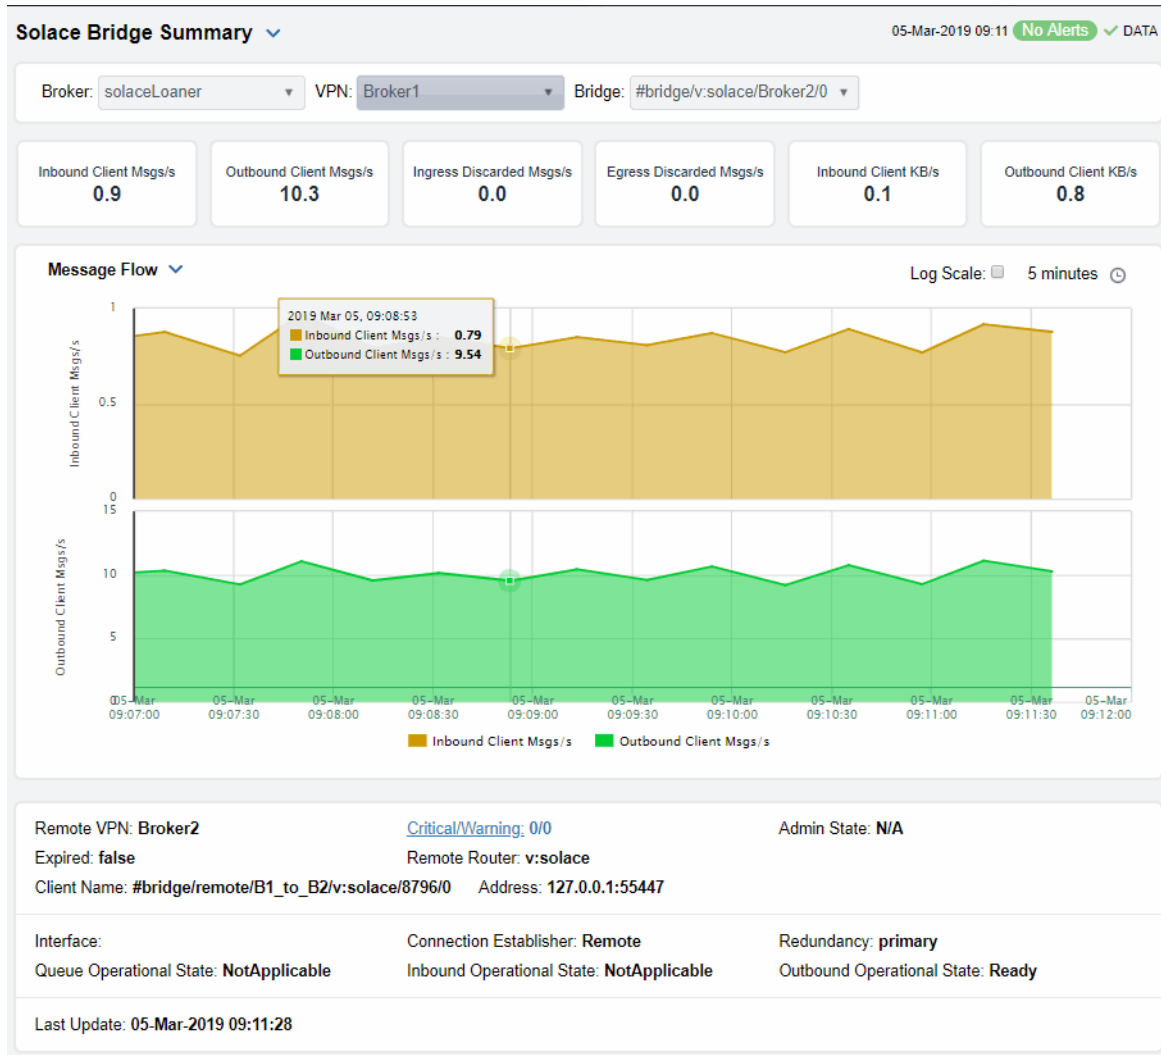 Solace Bridge Summary
05-Mar-2019 09:11 No Alerts DATA
Broker: solaceLoaner VPN: Broker1 Bridge: #bridge/v:solace/Broker2/0
Inbound Client Msgs/s
0.9
Outbound Client Msgs/s
10.3
Ingress Discarded Msgs/s
0.0
Egress Discarded Msgs/s
0.0
Inbound Client KB/s
0.1
Outbound Client KB/s
0.8
Message Flow
Log Scale: 5 minutes
2019 Mar 05, 09:08:53
Inbound Client Msgs/s : 0.79
Outbound Client Msgs/s : 9.54
Inbound Client Msgs/s
1
0.5
0
Outbound Client Msgs/s
15
10
5
0
05-Mar 05-Mar 05-Mar 05-Mar 05-Mar 05-Mar 05-Mar 05-Mar 05-Mar 05-Mar 05-Mar
09:07:00 09:07:30 09:08:00 09:08:30 09:09:00 09:09:30 09:10:00 09:10:30 09:11:00 09:11:30 09:12:00
Inbound Client Msgs/s Outbound Client Msgs/s
Remote VPN: Broker2 Critical/Warning: 0/0 Admin State: N/A
Expired: false Remote Router: v:solace
Client Name: #bridge/remote/B1_to_B2/v:solace/8796/0 Address: 127.0.0.1:55447
Interface: Connection Establisher: Remote Redundancy: primary
Queue Operational State: NotApplicable Inbound Operational State: NotApplicable Outbound Operational State: Ready
Last Update: 05-Mar-2019 09:11:28